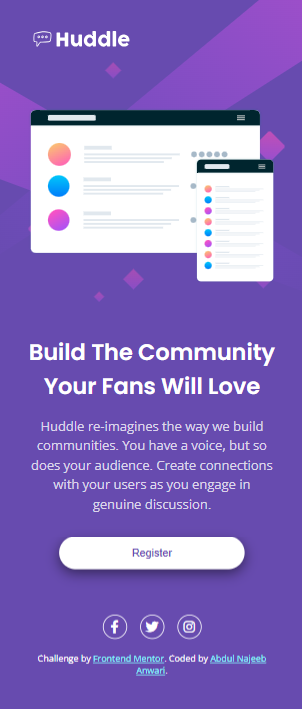 Huddle
Build The Community
Your Fans Will Love
Huddle re-imagines the way we build
communities. You have a voice, but so
does your audience. Create connections
with your users as you engage in
genuine discussion.
Register
Challenge by Frontend Mentor. Coded by Abdul Najeeb
Anwari.